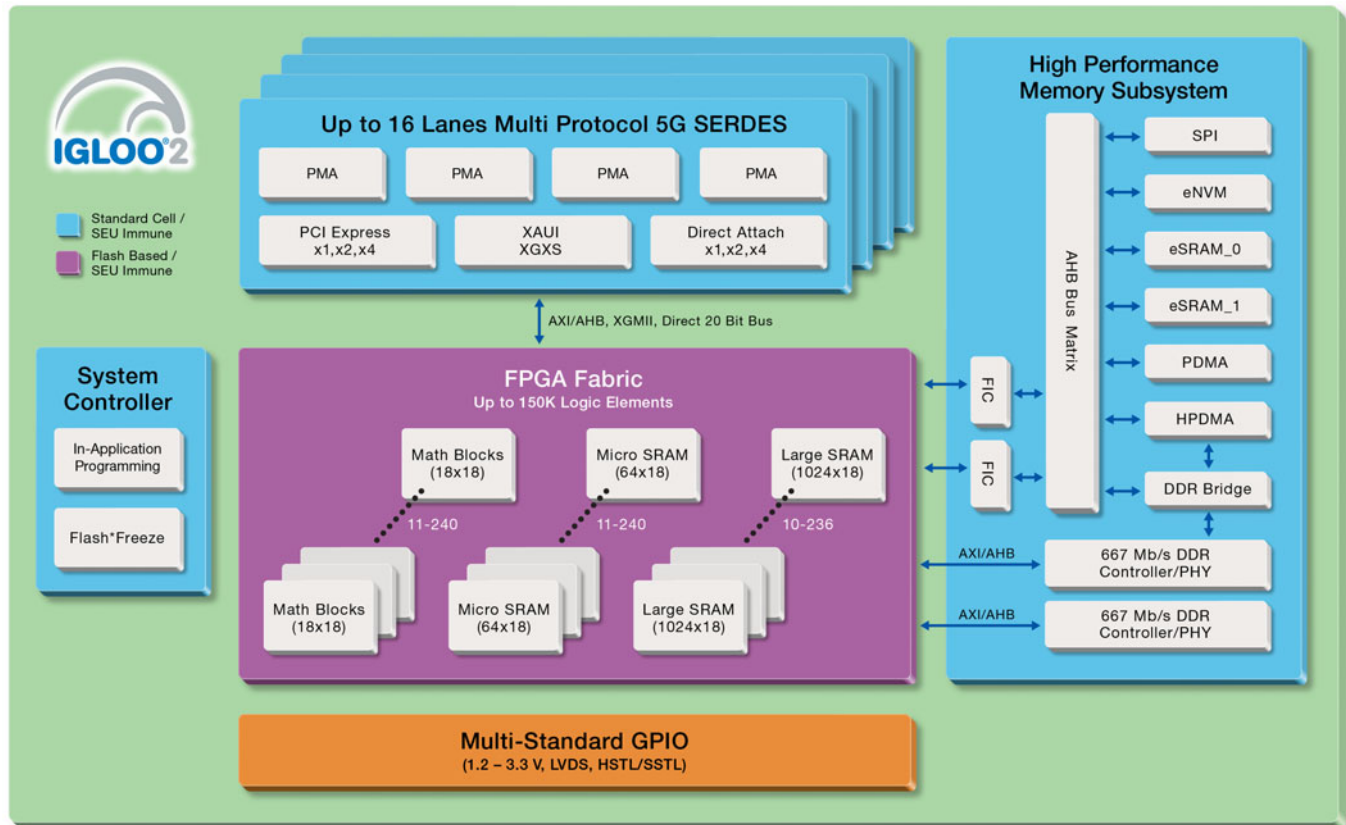 IGLOO®2
Standard Cell /
SEU Immune
Flash Based /
SEU Immune
Up to 16 Lanes Multi Protocol 5G SERDES
PMA
PMA
PMA
PMA
PCI Express
x1,x2,x4
XAUI
XGXS
Direct Attach
x1,x2,x4
AXI/AHB, XGMII, Direct 20 Bit Bus
System
Controller
In-Application
Programming
Flash*Freeze
FPGA Fabric
Up to 150K Logic Elements
Math Blocks
(18x18)
Micro SRAM
(64x18)
Large SRAM
(1024x18)
11-240
11-240
10-236
Math Blocks
(18x18)
Micro SRAM
(64x18)
Large SRAM
(1024x18)
High Performance
Memory Subsystem
AHB Bus Matrix
SPI
eNVM
eSRAM_0
eSRAM_1
PDMA
HPDMA
DDR Bridge
FIC
FIC
AXI/AHB
667 Mb/s DDR
Controller/PHY
AXI/AHB
667 Mb/s DDR
Controller/PHY
Multi-Standard GPIO
(1.2 – 3.3 V, LVDS, HSTL/SSTL)